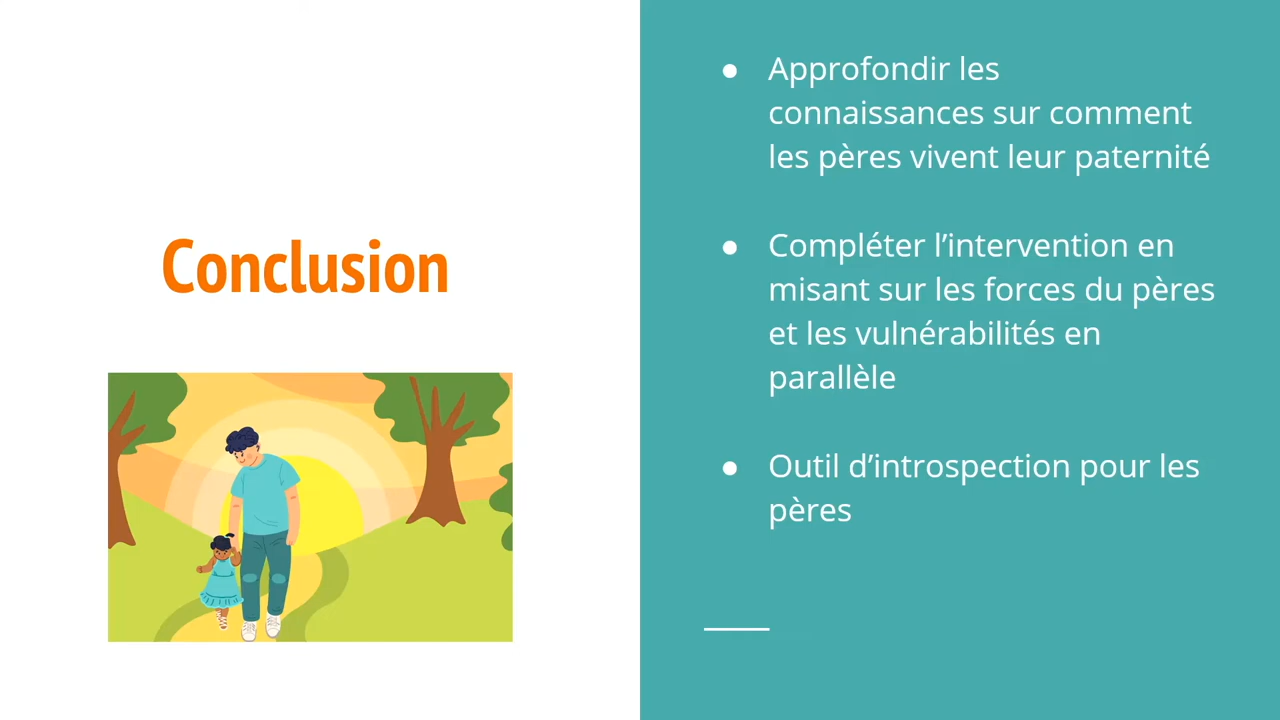 Conclusion
● Approfondir les
connaissances sur comment
les pères vivent leur paternité
● Compléter l’intervention en
misant sur les forces du pères
et les vulnérabilités en
parallèle
● Outil d’introspection pour les
pères